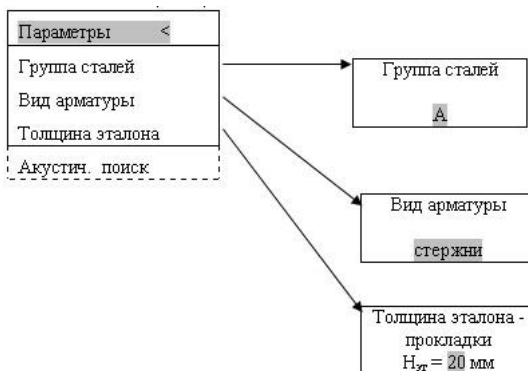 Параметры <
Группа сталей
Вид арматуры
Толщина эталона
Акустич. поиск
Группа сталей
А
Вид арматуры
стержни
Толщина эталона -
прокладки
Hэт = 20 мм